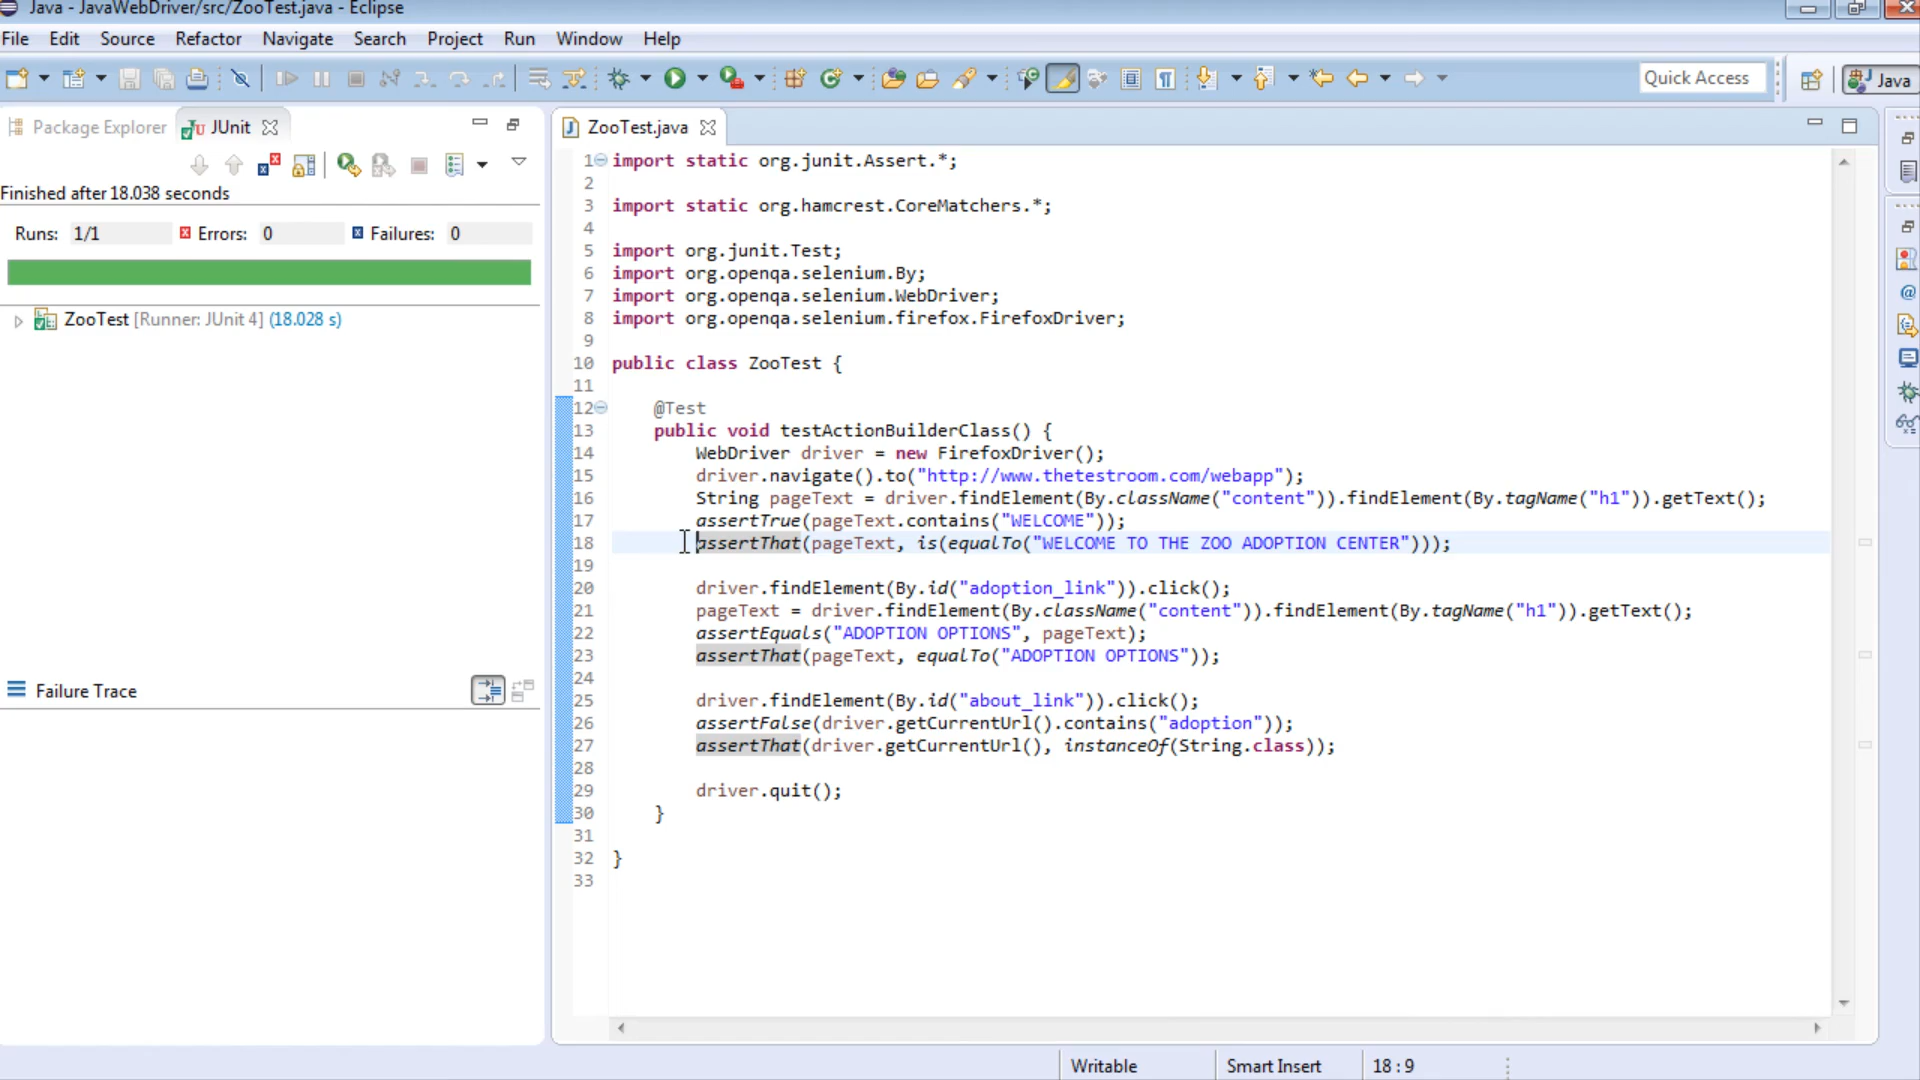 Java - JavaWebDriver/src/ZooTest.java - Eclipse
File Edit Source Refactor Navigate Search Project Run Window Help
Quick Access
Java
Package Explorer
JUnit
ZooTest.java
Finished after 18.038 seconds
Runs: 1/1 Errors: 0 Failures: 0
ZooTest [Runner: JUnit 4] (18.028 s)
Failure Trace
1 import static org.junit.Assert.*;
2
3 import static org.hamcrest.CoreMatchers.*;
4
5 import org.junit.Test;
6 import org.openqa.selenium.By;
7 import org.openqa.selenium.WebDriver;
8 import org.openqa.selenium.firefox.FirefoxDriver;
9
10 public class ZooTest {
11
12 @Test
13 public void testActionBuilderClass() {
14 WebDriver driver = new FirefoxDriver();
15 driver.navigate().to("http://www.thetestroom.com/webapp");
16 String pageText = driver.findElement(By.className("content")).findElement(By.tagName("h1")).getText();
17 assertTrue(pageText.contains("WELCOME"));
18 assertThat(pageText, is(equalTo("WELCOME TO THE ZOO ADOPTION CENTER")));
19
20 driver.findElement(By.id("adoption_link")).click();
21 pageText = driver.findElement(By.className("content")).findElement(By.tagName("h1")).getText();
22 assertEquals("ADOPTION OPTIONS", pageText);
23 assertThat(pageText, equalTo("ADOPTION OPTIONS"));
24
25 driver.findElement(By.id("about_link")).click();
26 assertFalse(driver.getCurrentUrl().contains("adoption"));
27 assertThat(driver.getCurrentUrl(), instanceOf(String.class));
28
29 driver.quit();
30 }
31
32 }
33
Writable
Smart Insert
18 : 9